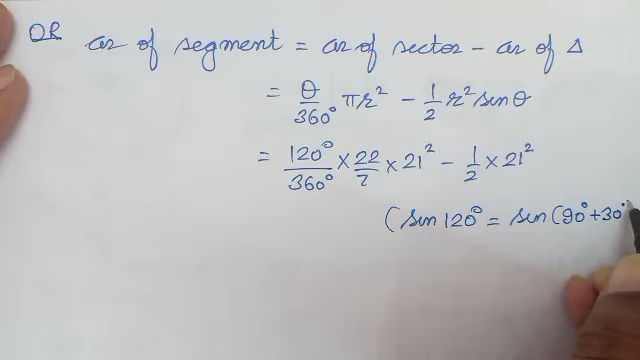 OR ar of segment = ar of sector - ar of Δ
= θ/360° πr² - 1/2 r² sinθ
= 120°/360° × 22/7 × 21² - 1/2 × 21²
(sin 120° = sin(90°+30°